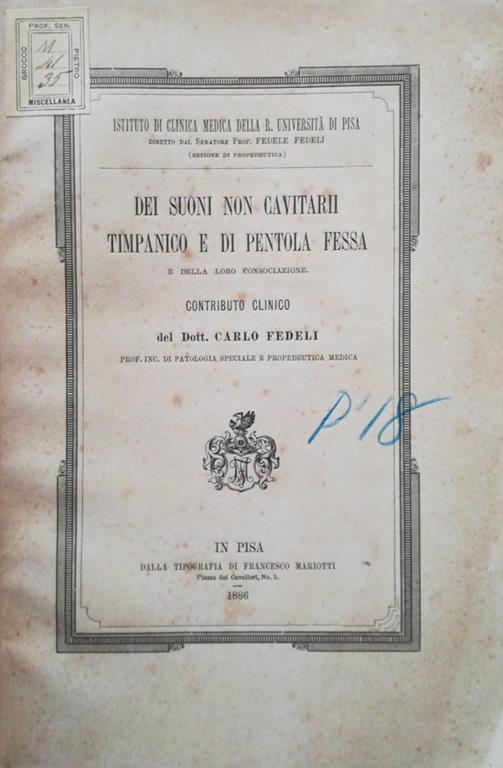 PROF. SEN.
GROCCO
PIETRO
M
35
MISCELLANEA
ISTITUTO DI CLINICA MEDICA DELLA R. UNIVERSITÀ DI PISA
DIRETTO DAL SENATORE PROF. FEDELE FEDELI
(SEZIONE DI PROPEDEUTICA)
DEI SUONI NON CAVITARII
TIMPANICO E DI PENTOLA FESSA
E DELLA LORO CONSOCIAZIONE.
CONTRIBUTO CLINICO
del Dott. CARLO FEDELI
PROF. INC. DI PATOLOGIA SPECIALE E PROPEDEUTICA MEDICA
P'18
IN PISA
DALLA TIPOGRAFIA DI FRANCESCO MARIOTTI
Piazza dei Cavalieri, No. 5.
1886